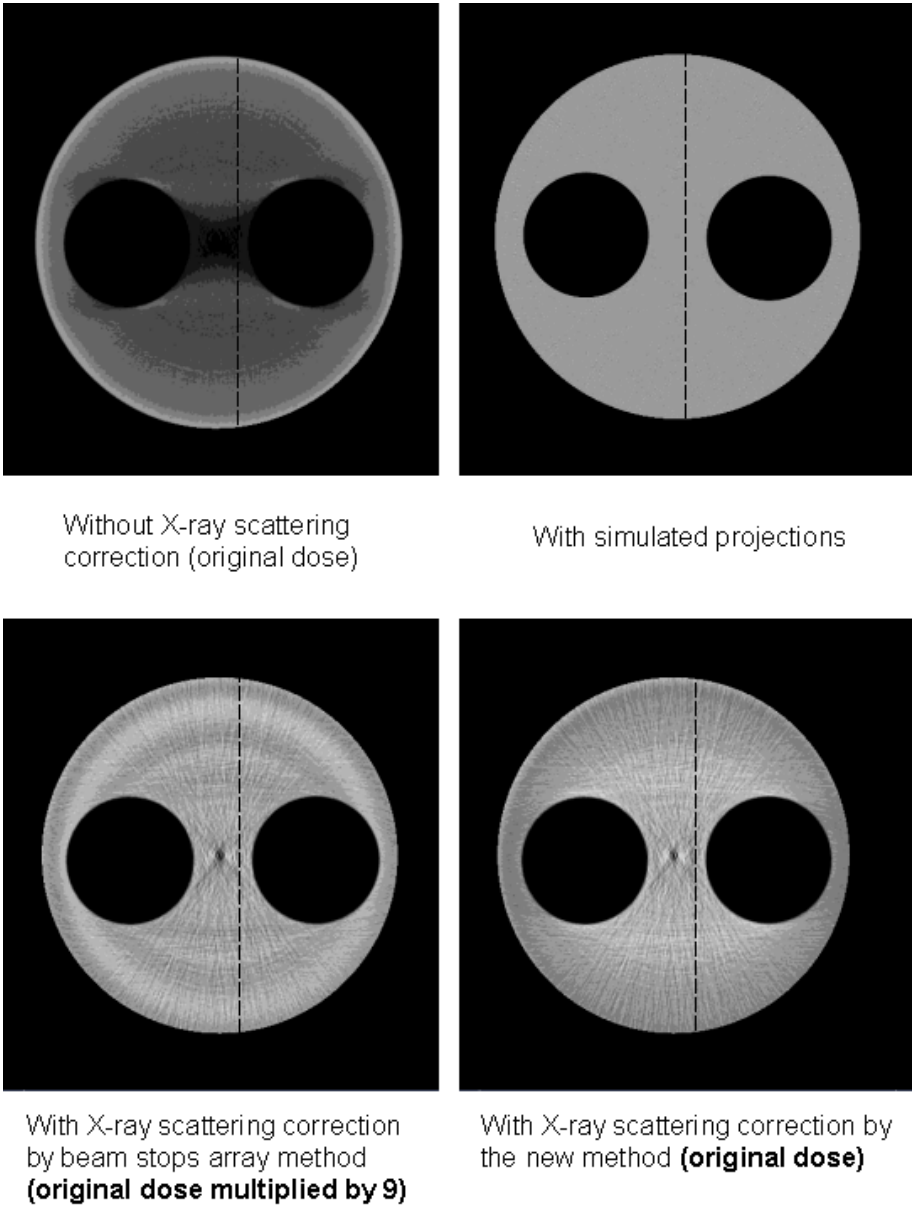 Without X-ray scattering
correction (original dose)
With simulated projections
With X-ray scattering correction
by beam stops array method
(original dose multiplied by 9)
With X-ray scattering correction by
the new method (original dose)